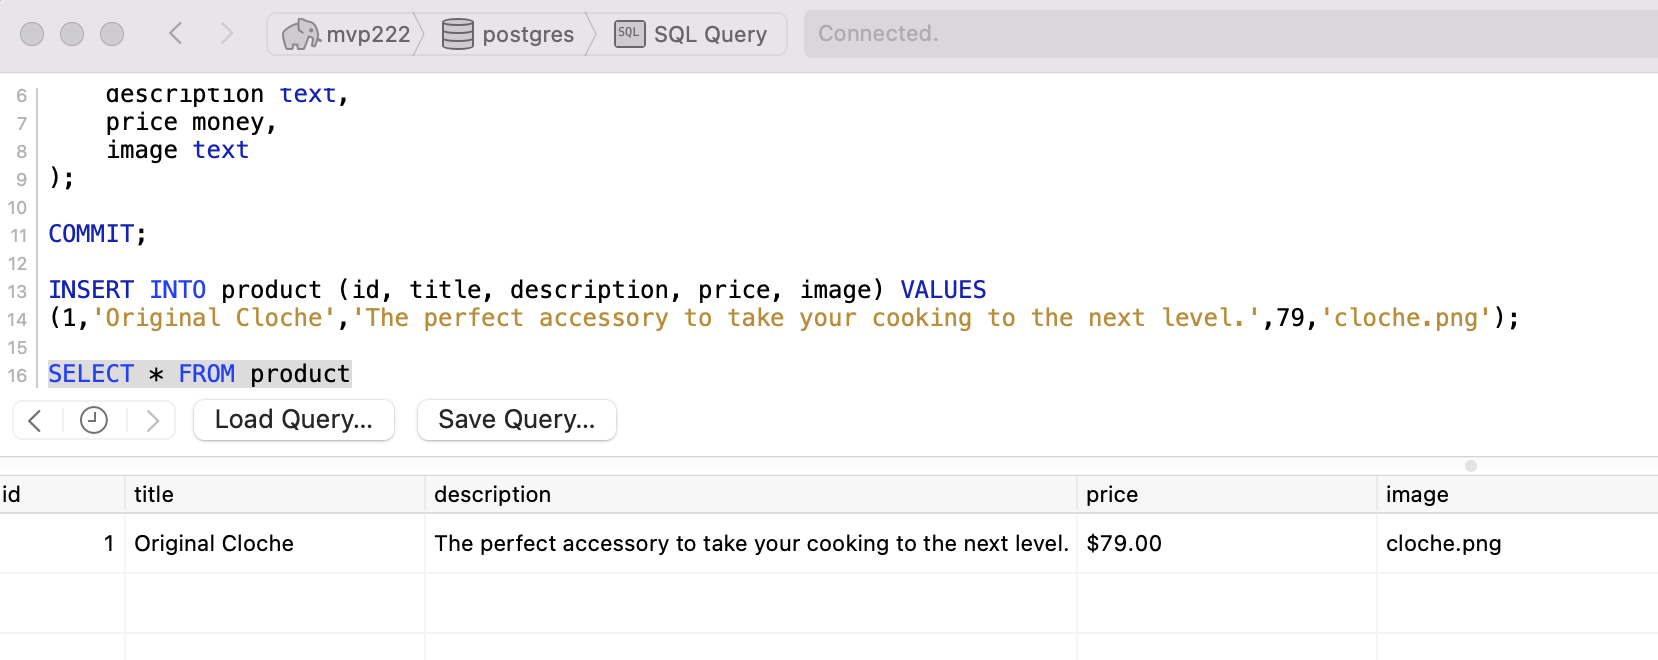 mvp222 postgres SQL SQL Query Connected.
6 description text,
7 price money,
8 image text
9 );
10
11 COMMIT;
12
13 INSERT INTO product (id, title, description, price, image) VALUES
14 (1,'Original Cloche','The perfect accessory to take your cooking to the next level.',79,'cloche.png');
15
16 SELECT * FROM product
Load Query... Save Query...
id title description price image
1 Original Cloche The perfect accessory to take your cooking to the next level. $79.00 cloche.png